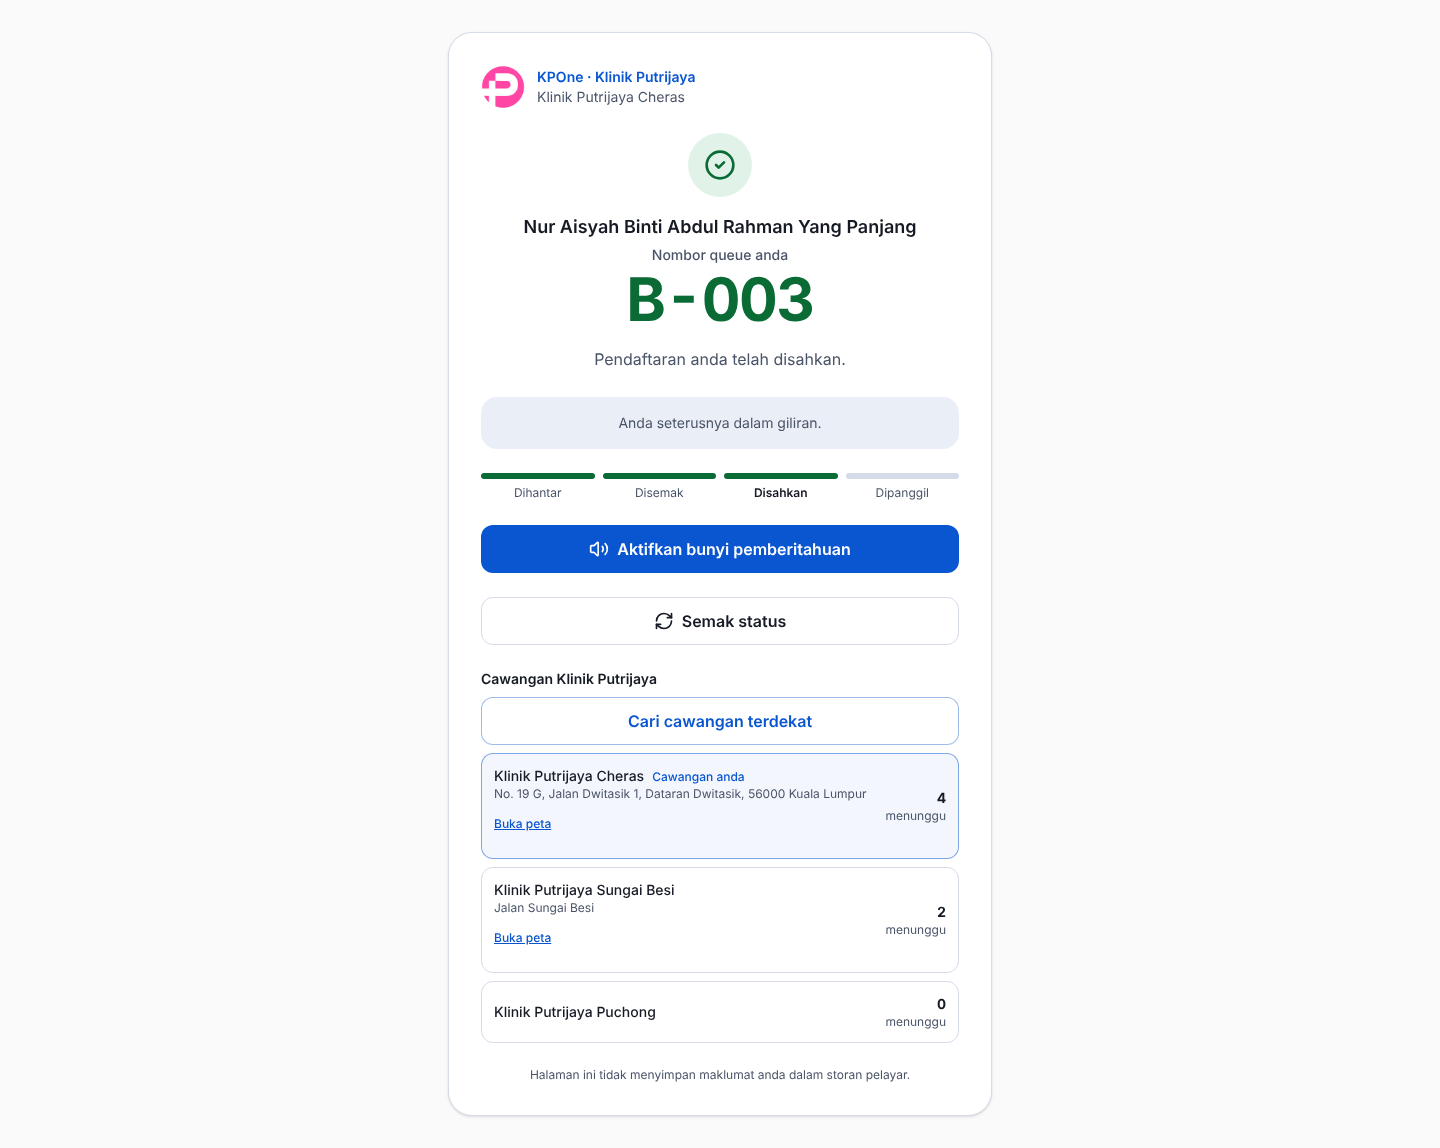 KPOne · Klinik Putrijaya
Klinik Putrijaya Cheras
Nur Aisyah Binti Abdul Rahman Yang Panjang
Nombor queue anda
B-003
Pendaftaran anda telah disahkan.
Anda seterusnya dalam giliran.
Dihantar
Disemak
Disahkan
Dipanggil
Aktifkan bunyi pemberitahuan
Semak status
Cawangan Klinik Putrijaya
Cari cawangan terdekat
Klinik Putrijaya Cheras Cawangan anda
No. 19 G, Jalan Dwitasik 1, Dataran Dwitasik, 56000 Kuala Lumpur
Buka peta
4
menunggu
Klinik Putrijaya Sungai Besi
Jalan Sungai Besi
Buka peta
2
menunggu
Klinik Putrijaya Puchong
0
menunggu
Halaman ini tidak menyimpan maklumat anda dalam storan pelayar.